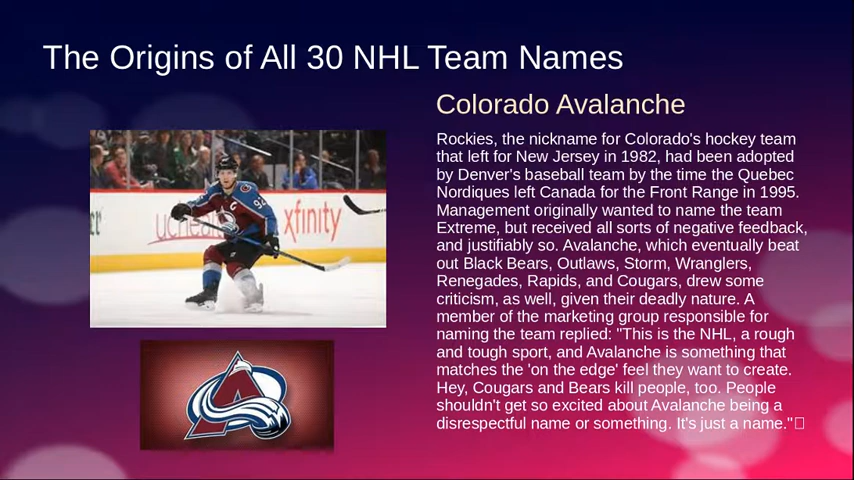 The Origins of All 30 NHL Team Names
Colorado Avalanche
Rockies, the nickname for Colorado's hockey team
that left for New Jersey in 1982, had been adopted
by Denver's baseball team by the time the Quebec
Nordiques left Canada for the Front Range in 1995.
Management originally wanted to name the team
Extreme, but received all sorts of negative feedback,
and justifiably so. Avalanche, which eventually beat
out Black Bears, Outlaws, Storm, Wranglers,
Renegades, Rapids, and Cougars, drew some
criticism, as well, given their deadly nature. A
member of the marketing group responsible for
naming the team replied: "This is the NHL, a rough
and tough sport, and Avalanche is something that
matches the 'on the edge' feel they want to create.
Hey, Cougars and Bears kill people, too. People
shouldn't get so excited about Avalanche being a
disrespectful name or something. It's just a name."
xfinity
C